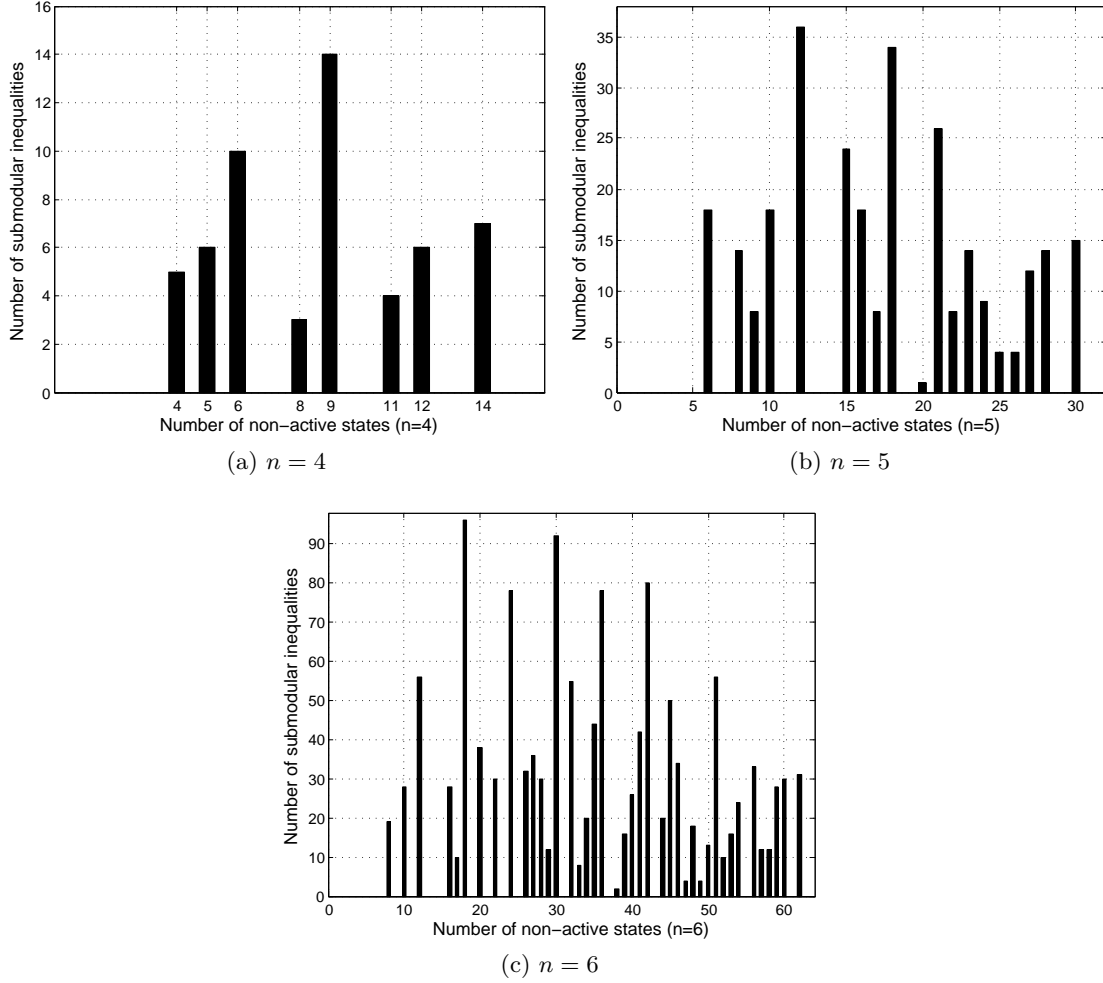 Number of submodular inequalities
16
14
12
10
8
6
4
2
0
4 5 6 8 9 11 12 14
Number of non-active states (n=4)
(a) n = 4
Number of submodular inequalities
35
30
25
20
15
10
5
0
0 5 10 15 20 25 30
Number of non-active states (n=5)
(b) n = 5
Number of submodular inequalities
90
80
70
60
50
40
30
20
10
0
0 10 20 30 40 50 60
Number of non-active states (n=6)
(c) n = 6